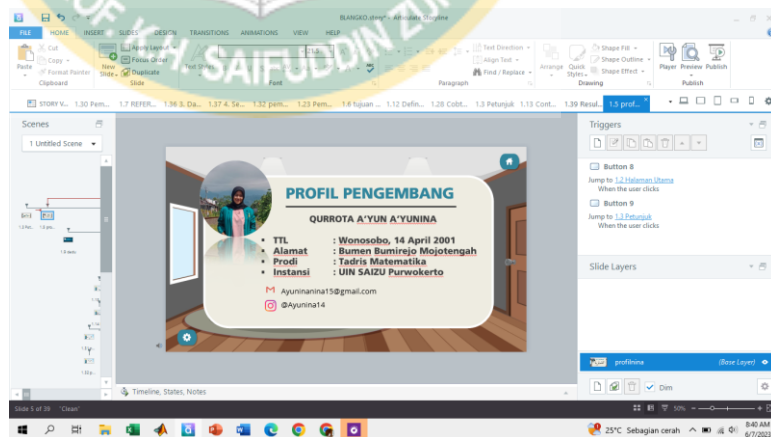 BLANGKO.story* - Articulate Storyline
FILE HOME INSERT SLIDES DESIGN TRANSITIONS ANIMATIONS VIEW HELP
Cut
Copy
Format Painter
Paste
Clipboard
New Slide
Apply Layout
Focus Order
Duplicate
Slide
Text Styles
Font
Paragraph
Text Direction
Align Text
Find / Replace
Arrange
Quick Styles
Shape Fill
Shape Outline
Shape Effect
Drawing
Player Preview Publish
Publish
K.H. SAIFUDDIN ZU
STORY V... 1.30 Pem... 1.7 REFER... 1.36 3. Da... 1.37 4. Se... 1.32 pem... 1.23 Pem... 1.6 tujuan ... 1.12 Defin... 1.28 Cobt... 1.3 Petunjuk 1.13 Cont... 1.39 Resul... 1.5 prof...
Scenes
1 Untitled Scene
PROFIL PENGEMBANG
QURROTA A'YUN A'YUNINA
• TTL : Wonosobo, 14 April 2001
• Alamat : Bumen Bumirejo Mojotengah
• Prodi : Tadris Matematika
• Instansi : UIN SAIZU Purwokerto
Ayuninanina15@gmail.com
@Ayunina14
Timeline, States, Notes
Triggers
Button 8
Jump to 1.2 Halaman Utema
When the user clicks
Button 9
Jump to 1.3 Petunjuk
When the user clicks
Slide Layers
profilnina (Base Layer)
Dim
Slide 5 of 39 "Clean"
50%
25°C Sebagian cerah
8:40 AM
6/7/2023